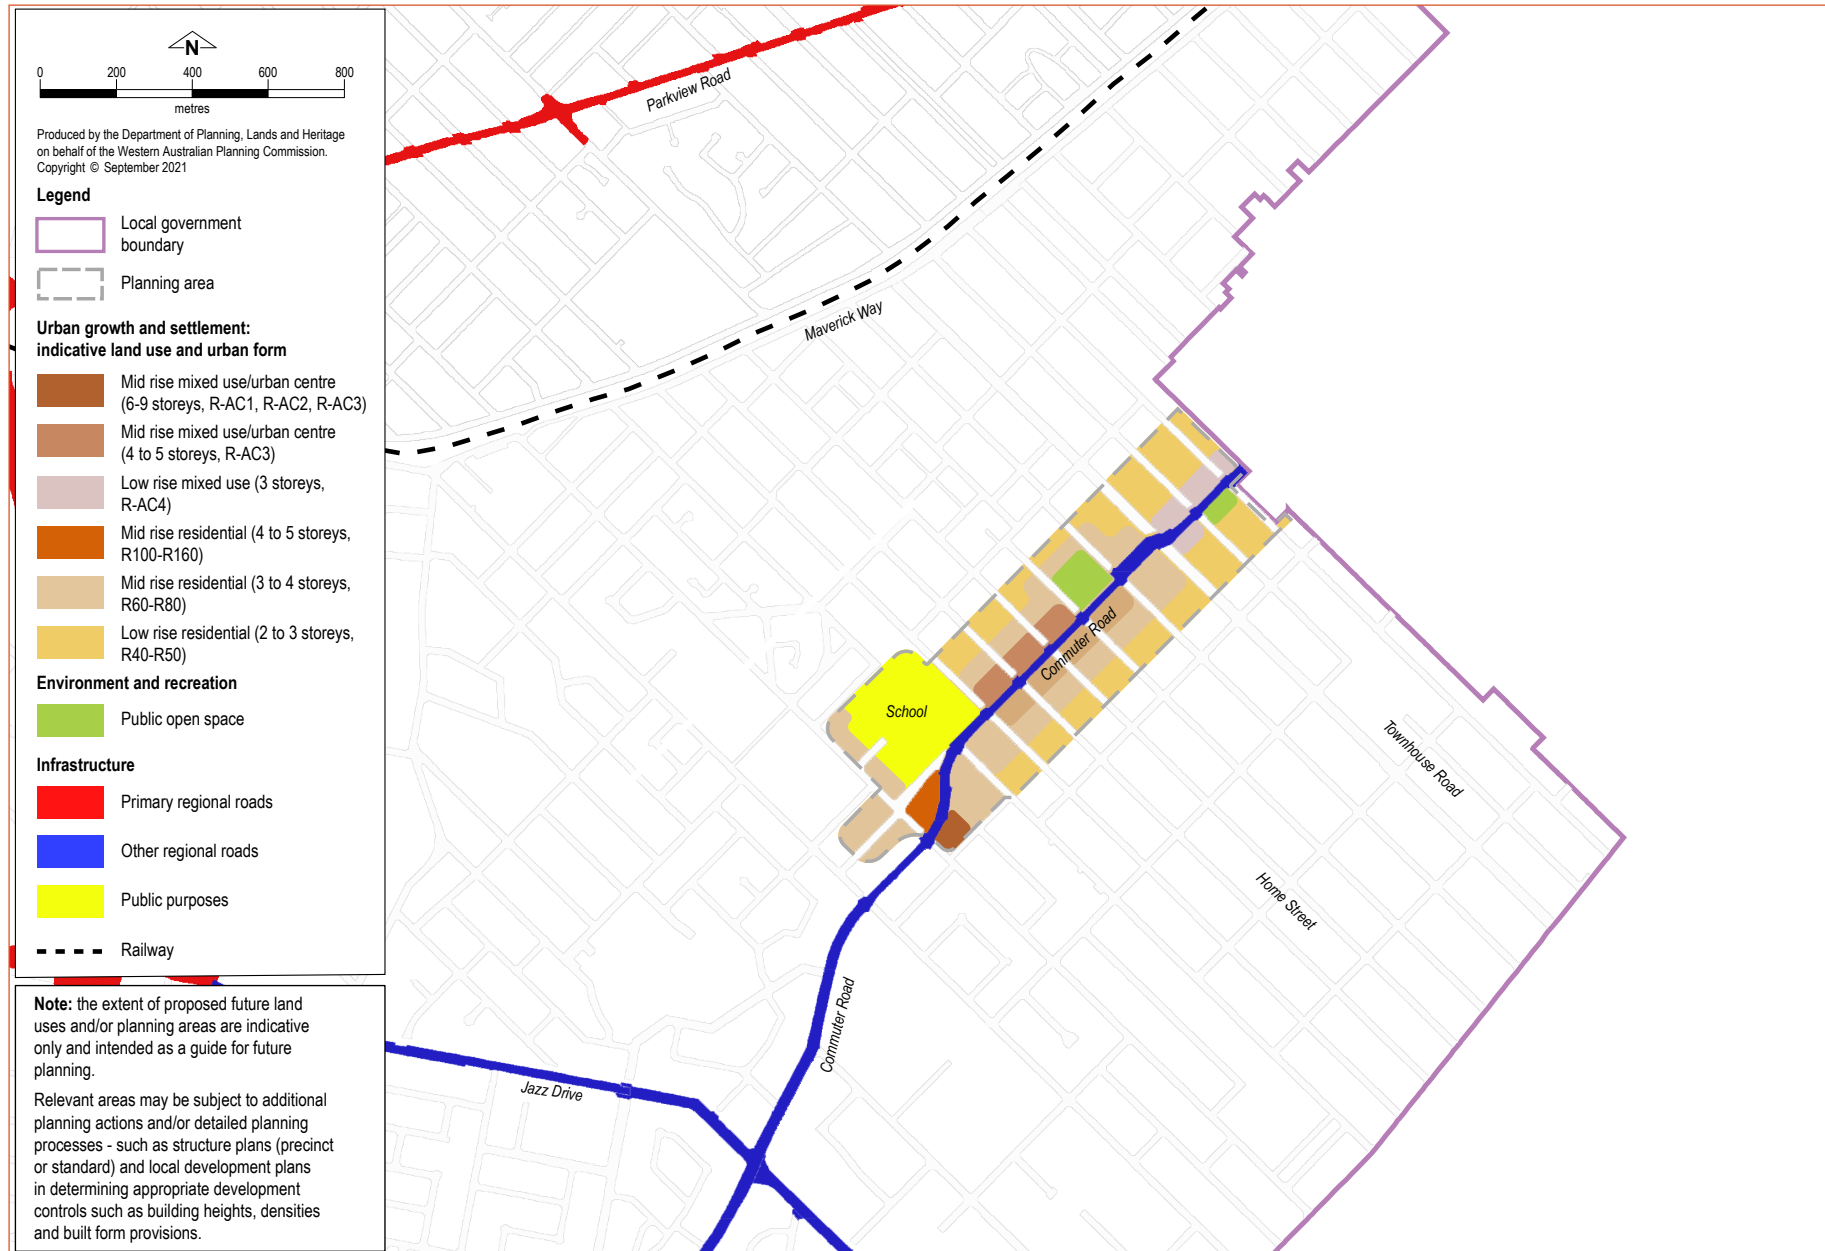 N
0 200 400 600 800
metres
Produced by the Department of Planning, Lands and Heritage
on behalf of the Western Australian Planning Commission.
Copyright © September 2021
Legend
Local government
boundary
Planning area
Urban growth and settlement:
indicative land use and urban form
Mid rise mixed use/urban centre
(6-9 storeys, R-AC1, R-AC2, R-AC3)
Mid rise mixed use/urban centre
(4 to 5 storeys, R-AC3)
Low rise mixed use (3 storeys,
R-AC4)
Mid rise residential (4 to 5 storeys,
R100-R160)
Mid rise residential (3 to 4 storeys,
R60-R80)
Low rise residential (2 to 3 storeys,
R40-R50)
Environment and recreation
Public open space
Infrastructure
Primary regional roads
Other regional roads
Public purposes
Railway
Note: the extent of proposed future land
uses and/or planning areas are indicative
only and intended as a guide for future
planning.
Relevant areas may be subject to additional
planning actions and/or detailed planning
processes - such as structure plans (precinct
or standard) and local development plans
in determining appropriate development
controls such as building heights, densities
and built form provisions.
Parkview Road
Maverick Way
Commuter Road
School
Townhouse Road
Home Street
Commuter Road
Jazz Drive